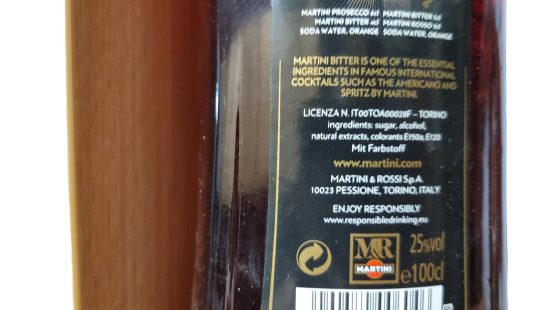 MARTINI PROSECCO 4cl MARTINI BITTER 1cl
MARTINI BITTER 4cl MARTINI ROSSO 1cl
SODA WATER, ORANGE SODA WATER, ORANGE
MARTINI BITTER IS ONE OF THE ESSENTIAL
INGREDIENTS IN FAMOUS INTERNATIONAL
COCKTAILS SUCH AS THE AMERICANO AND
SPRITZ BY MARTINI.
LICENZA N. IT00TOA00028F – TORINO
ingredients: sugar, alcohol,
natural extracts, colorants E150a, E120
Mit Farbstoff
www.martini.com
MARTINI & ROSSI S.p.A.
10023 PESSIONE, TORINO, ITALY
ENJOY RESPONSIBLY
www.responsibledrinking.eu
M&R
MARTINI
25%vol
e100cl